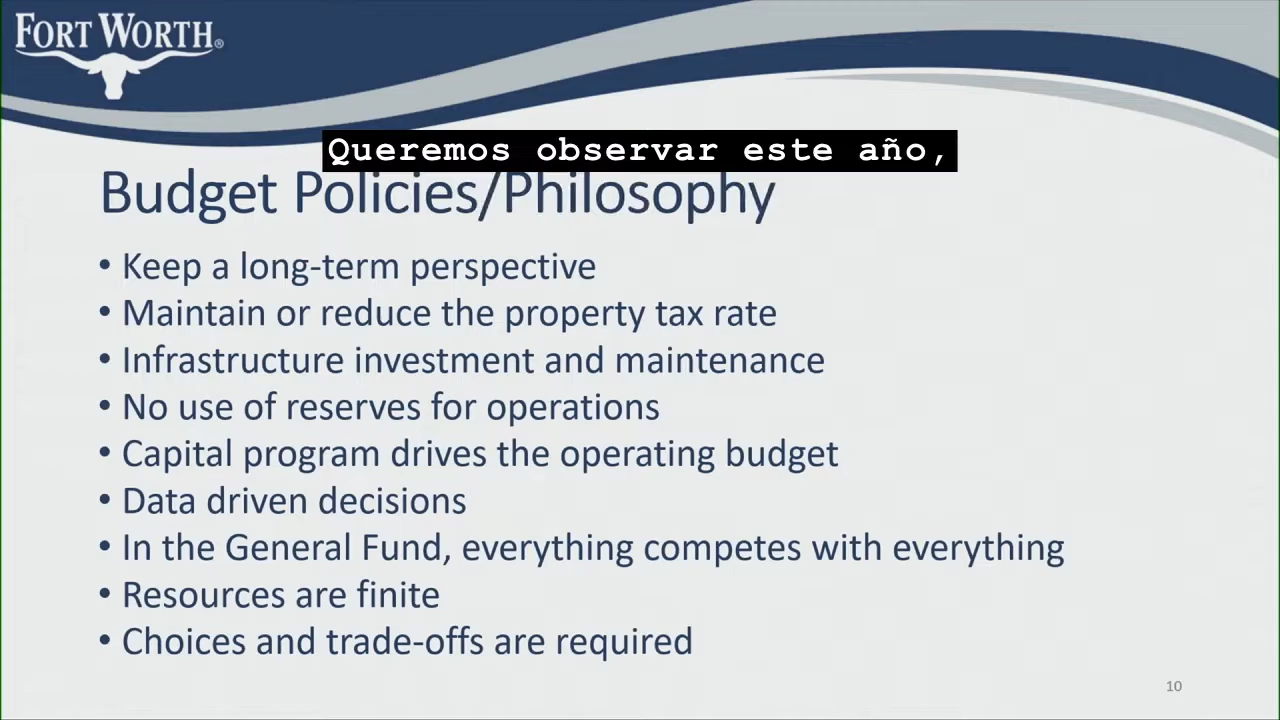 FORT WORTH®
Queremos observar este año,
Budget Policies/Philosophy
• Keep a long-term perspective
• Maintain or reduce the property tax rate
• Infrastructure investment and maintenance
• No use of reserves for operations
• Capital program drives the operating budget
• Data driven decisions
• In the General Fund, everything competes with everything
• Resources are finite
• Choices and trade-offs are required
10